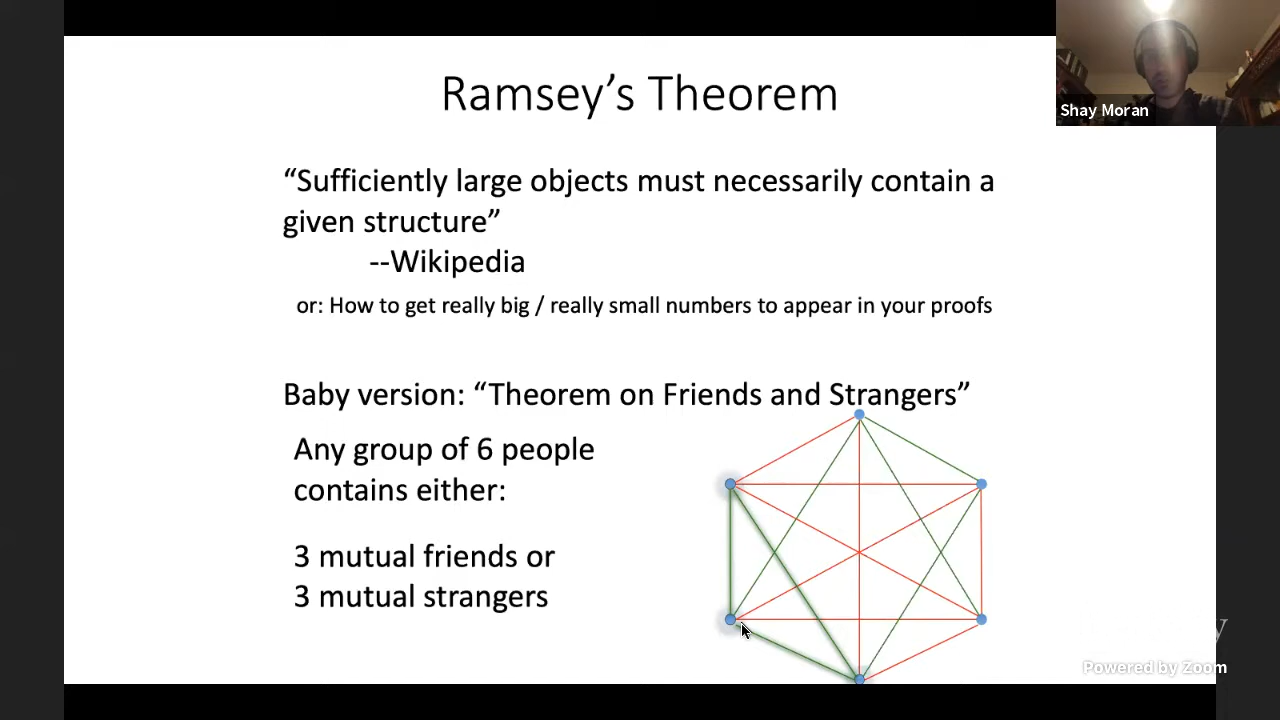 Ramsey's Theorem
Shay Moran
“Sufficiently large objects must necessarily contain a
given structure”
--Wikipedia
or: How to get really big / really small numbers to appear in your proofs
Baby version: “Theorem on Friends and Strangers”
Any group of 6 people
contains either:
3 mutual friends or
3 mutual strangers
Powered by Zoom